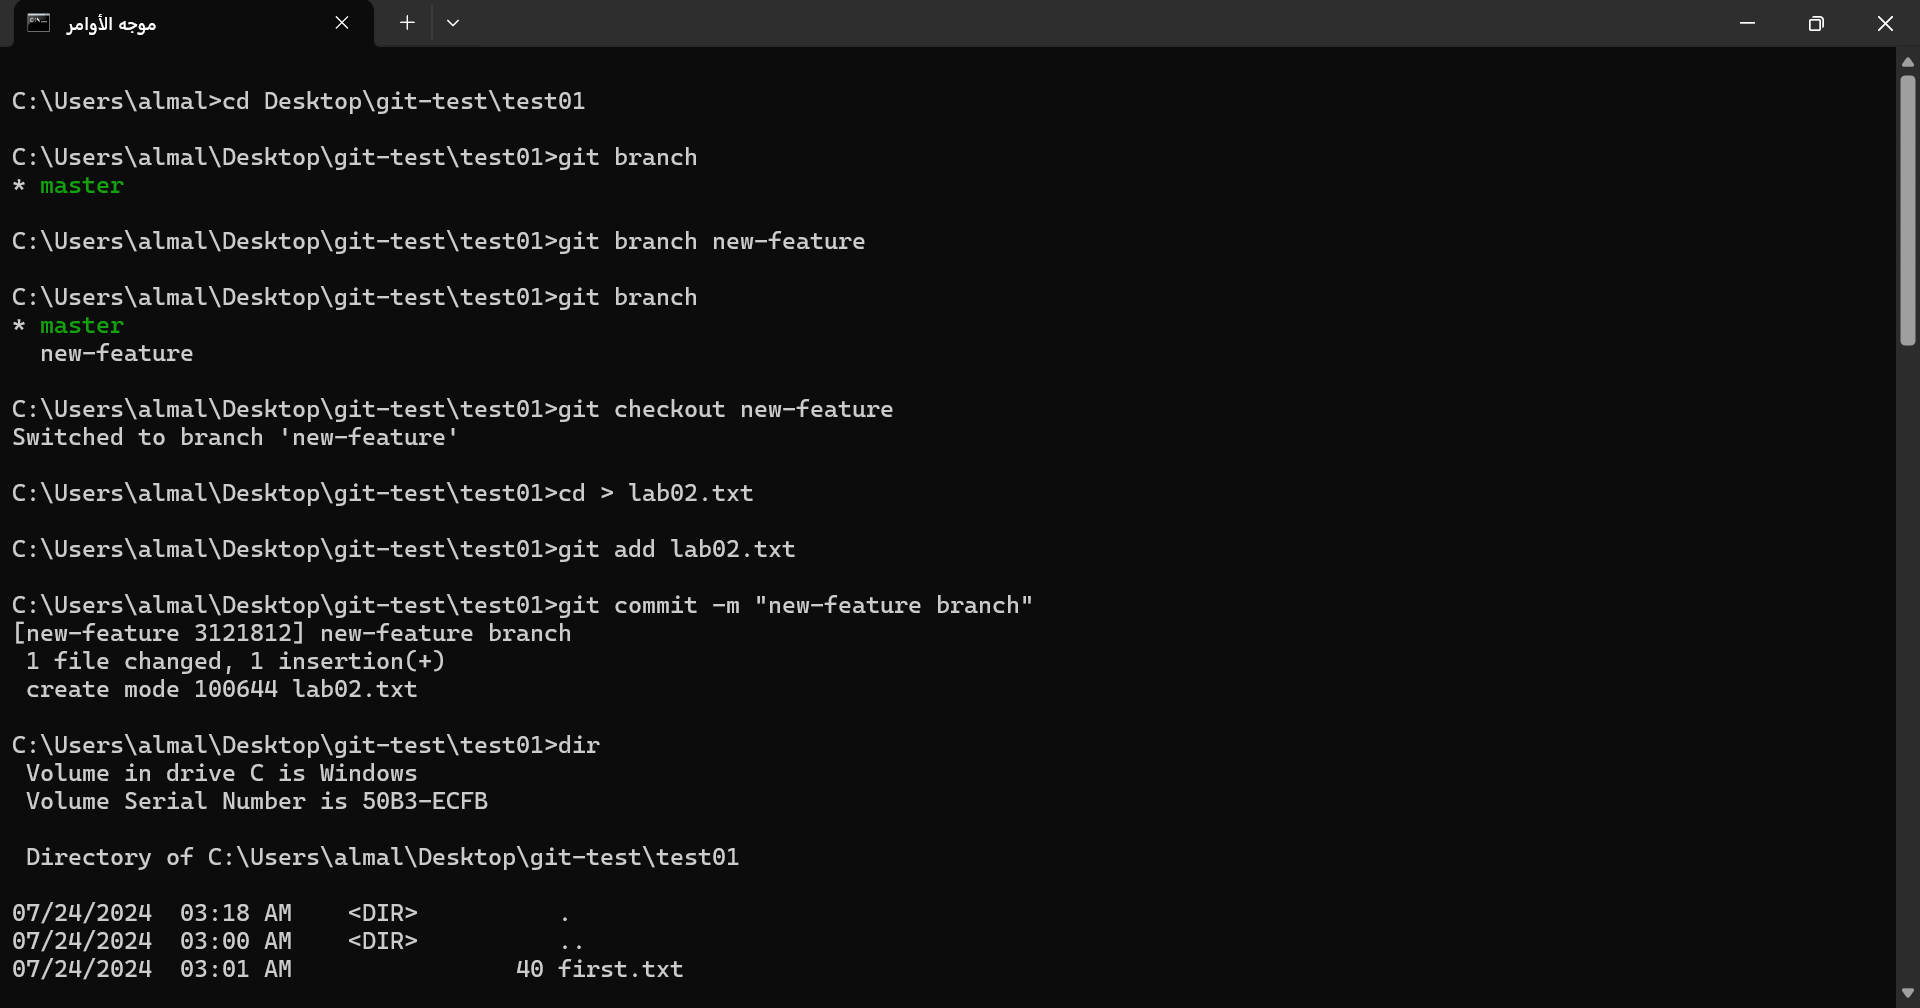 موجه الأوامر
C:\Users\almal>cd Desktop\git-test\test01
C:\Users\almal\Desktop\git-test\test01>git branch
* master
C:\Users\almal\Desktop\git-test\test01>git branch new-feature
C:\Users\almal\Desktop\git-test\test01>git branch
* master
  new-feature
C:\Users\almal\Desktop\git-test\test01>git checkout new-feature
Switched to branch 'new-feature'
C:\Users\almal\Desktop\git-test\test01>cd > lab02.txt
C:\Users\almal\Desktop\git-test\test01>git add lab02.txt
C:\Users\almal\Desktop\git-test\test01>git commit -m "new-feature branch"
[new-feature 3121812] new-feature branch
 1 file changed, 1 insertion(+)
 create mode 100644 lab02.txt
C:\Users\almal\Desktop\git-test\test01>dir
 Volume in drive C is Windows
 Volume Serial Number is 50B3-ECFB
 Directory of C:\Users\almal\Desktop\git-test\test01
07/24/2024  03:18 AM    <DIR>          .
07/24/2024  03:00 AM    <DIR>          ..
07/24/2024  03:01 AM                40 first.txt